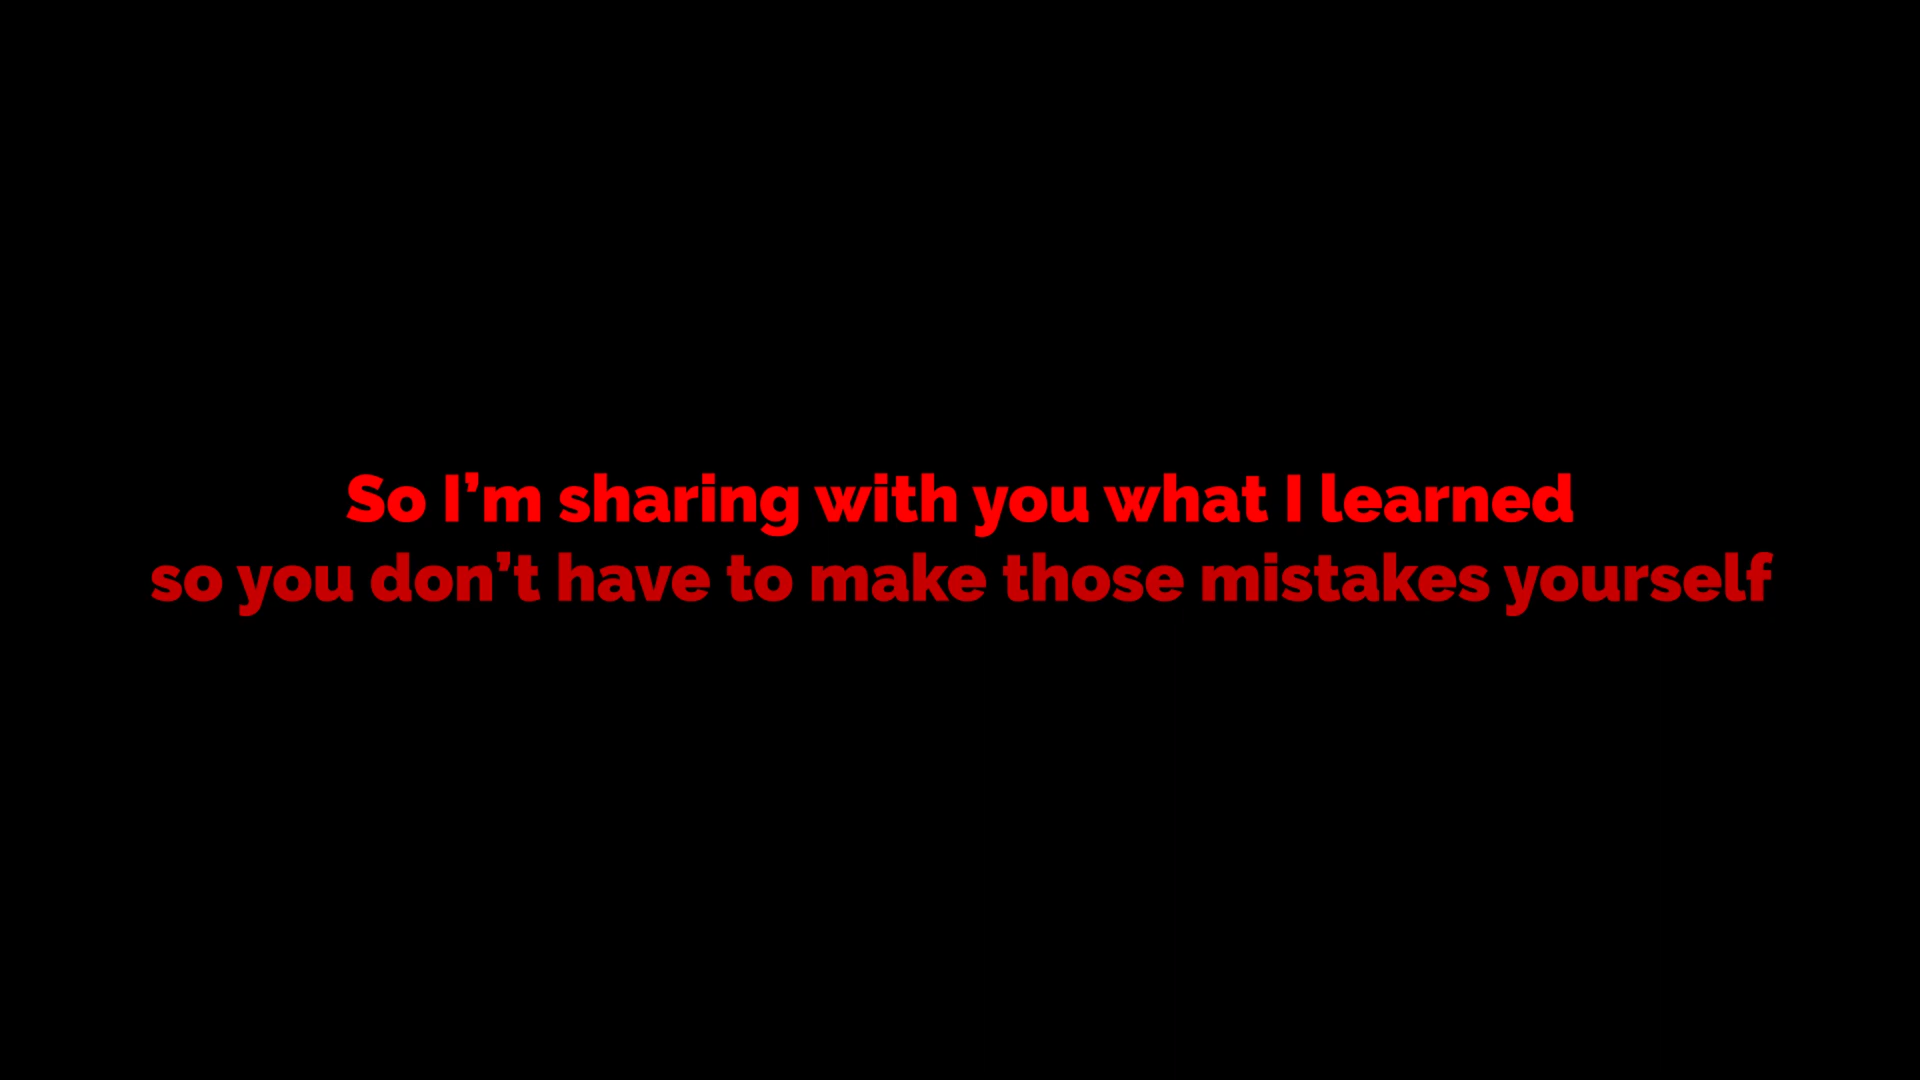 So I’m sharing with you what I learned
so you don’t have to make those mistakes yourself